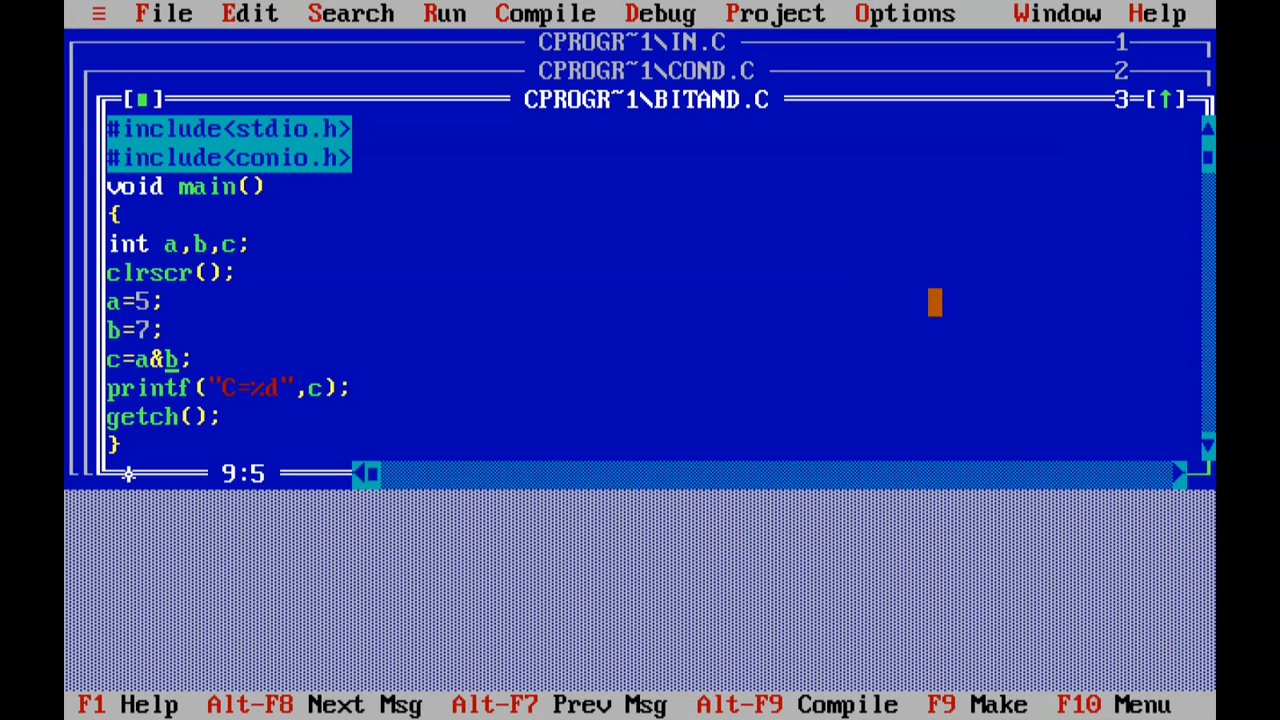 ≡ File Edit Search Run Compile Debug Project Options Window Help
CPROGR~1\IN.C 1
CPROGR~1\COND.C 2
[■] CPROGR~1\BITAND.C 3=[↑]
#include<stdio.h>
#include<conio.h>
void main()
{
int a,b,c;
clrscr();
a=5;
b=7;
c=a&b;
printf("C=%d",c);
getch();
}
9:5
F1 Help Alt-F8 Next Msg Alt-F7 Prev Msg Alt-F9 Compile F9 Make F10 Menu